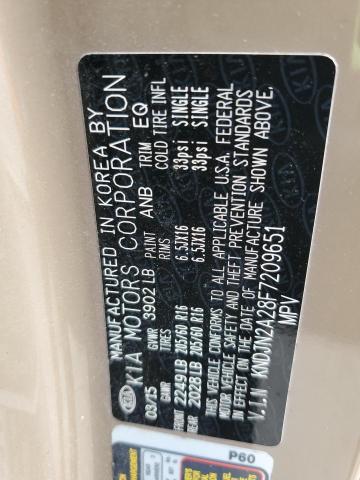 MANUFACTURED IN KOREA BY
KIA MOTORS CORPORATION
03/15 GVWR 3902 LB PAINT ANB TRIM EQ
GAWR TIRES RIMS COLD TIRE INFL
FRONT 2249LB 205/60 R16 6.5JX16 33psi SINGLE
REAR 2028LB 205/60 R16 6.5JX16 33psi SINGLE
THIS VEHICLE CONFORMS TO ALL APPLICABLE U.S.A. FEDERAL
MOTOR VEHICLE SAFETY AND THEFT PREVENTION STANDARDS
IN EFFECT ON THE DATE OF MANUFACTURE SHOWN ABOVE.
V.I.N KNDJN2A28F7209651
MPV
P60